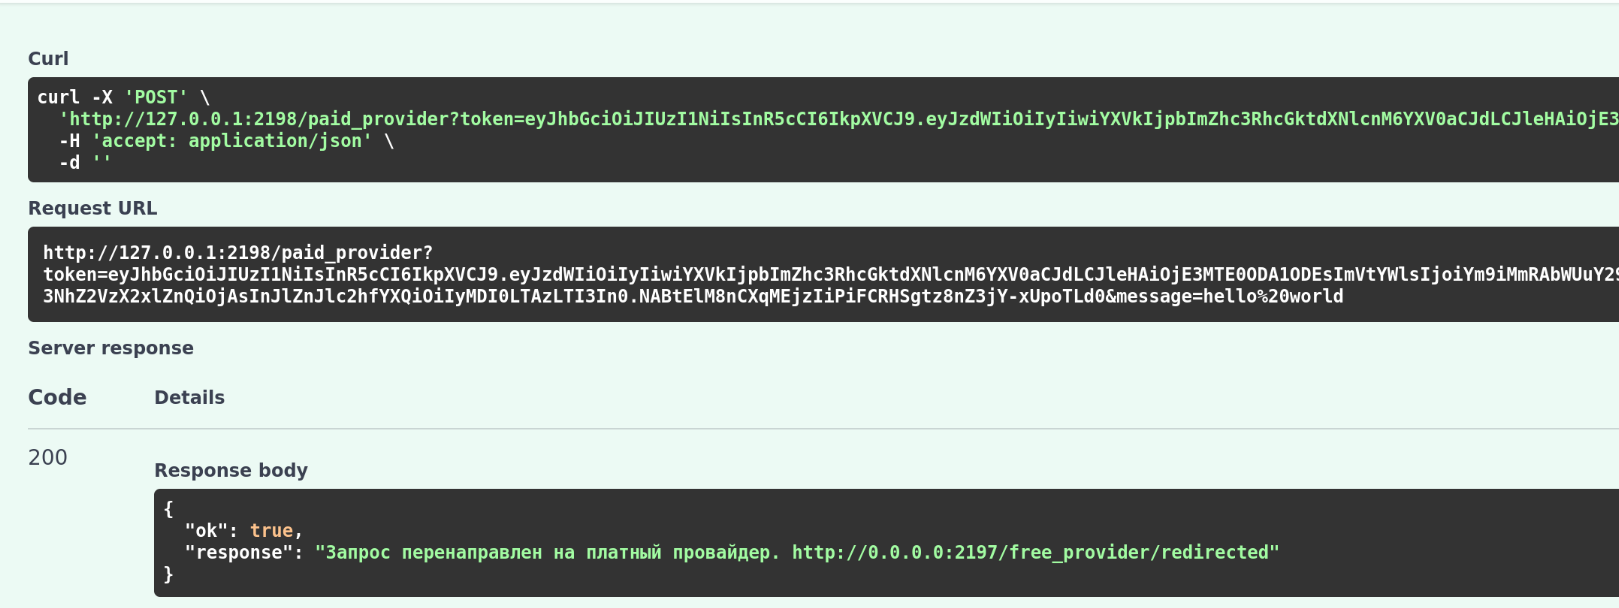 Curl
curl -X 'POST' \
'http://127.0.0.1:2198/paid_provider?token=eyJhbGciOiJIUzI1NiIsInR5cCI6IkpXVCJ9.eyJzdWIiOiIyIiwiYXVkIjpbImZhc3RhcGktdXNlcnM6YXV0aCJdLCJleHAiOjE3
-H 'accept: application/json' \
-d ''
Request URL
http://127.0.0.1:2198/paid_provider?
token=eyJhbGciOiJIUzI1NiIsInR5cCI6IkpXVCJ9.eyJzdWIiOiIyIiwiYXVkIjpbImZhc3RhcGktdXNlcnM6YXV0aCJdLCJleHAiOjE3MTE0ODA1ODEsImVtYWlsIjoiYm9iMmRAbWUuY29
3NhZ2VzX2xlZnQiOjAsInJlZnJlc2hfYXQiOiIyMDI0LTAzLTI3In0.NABtElM8nCXqMEjzIiPiFCRHSgtz8nZ3jY-xUpoTLd0&message=hello%20world
Server response
Code
Details
200
Response body
{
"ok": true,
"response": "Запрос перенаправлен на платный провайдер. http://0.0.0.0:2197/free_provider/redirected"
}